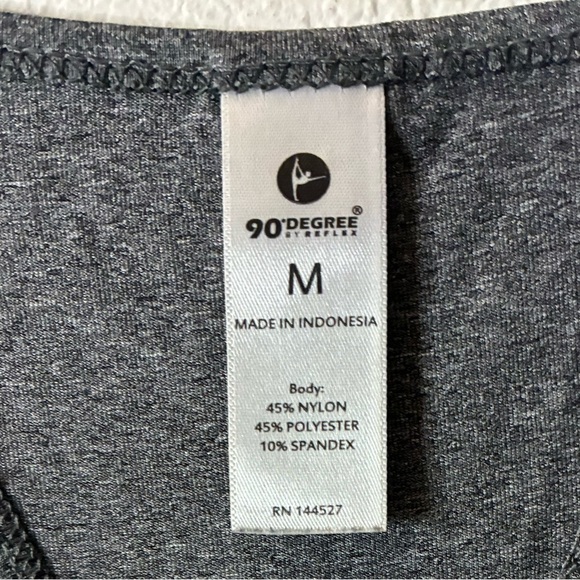 90°DEGREE®
BY REFLEX
M
MADE IN INDONESIA
Body:
45% NYLON
45% POLYESTER
10% SPANDEX
RN 144527